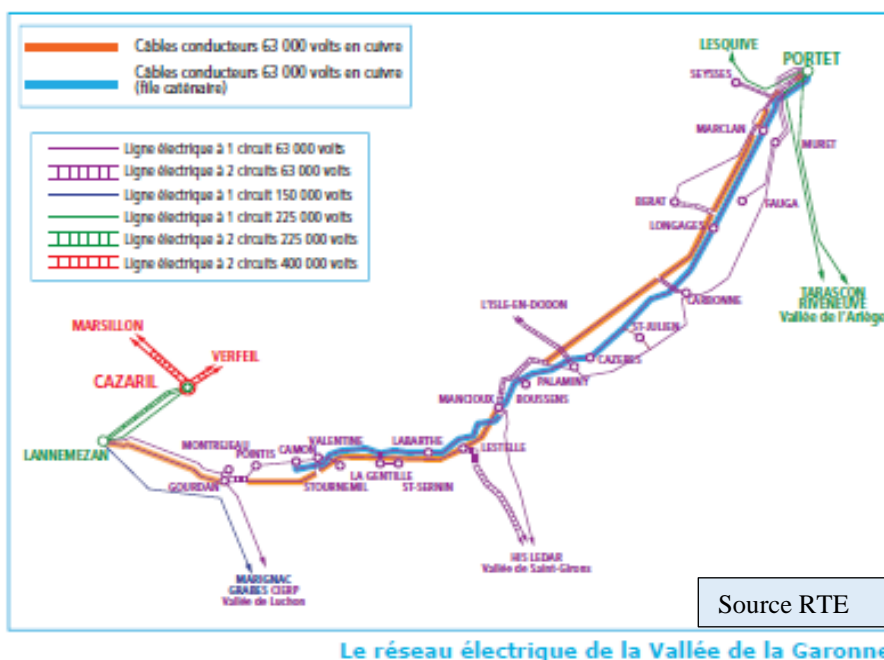 Câbles conducteurs 63 000 volts en cuivre
Câbles conducteurs 63 000 volts en cuivre
(file caténaire)
Ligne électrique à 1 circuit 63 000 volts
Ligne électrique à 2 circuits 63 000 volts
Ligne électrique à 1 circuit 150 000 volts
Ligne électrique à 1 circuit 225 000 volts
Ligne électrique à 2 circuits 225 000 volts
Ligne électrique à 2 circuits 400 000 volts
LESQUIVE
PORTET
SEYSSES
MARCLAN
MURET
BERAT
FAUGA
LONGAGES
TARASCON
RIVENEUVE
Vallée de l'Ariège
CARBONNE
L'ISLE-EN-DODON
ST-JULIEN
CAZERES
PALAMINY
MANCIOUX
BOUSSENS
MARSILLON
VERFEIL
CAZARIL
LANNEMEZAN
MONTREJEAU
POINTIS
CAMON
VALENTINE
LABARTHE
LESTELLE
GOURDAN
STOURNEMIL
LA GENTILLE
ST-SERNIN
HIS LEDAR
Vallée de Saint-Girons
MARIGNAC
CIERP
Vallée de Luchon
Source RTE
Le réseau électrique de la Vallée de la Garonne